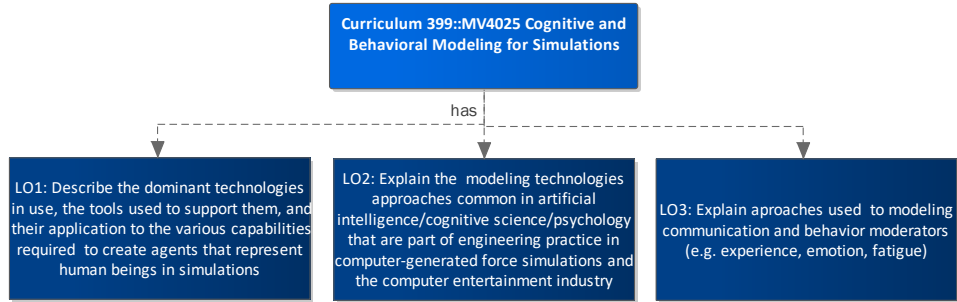 Curriculum 399::MV4025 Cognitive and
Behavioral Modeling for Simulations
has
LO1: Describe the dominant technologies
in use, the tools used to support them, and
their application to the various capabilities
required to create agents that represent
human beings in simulations
LO2: Explain the modeling technologies
approaches common in artificial
intelligence/cognitive science/psychology
that are part of engineering practice in
computer-generated force simulations and
the computer entertainment industry
LO3: Explain aproaches used to modeling
communication and behavior moderators
(e.g. experience, emotion, fatigue)